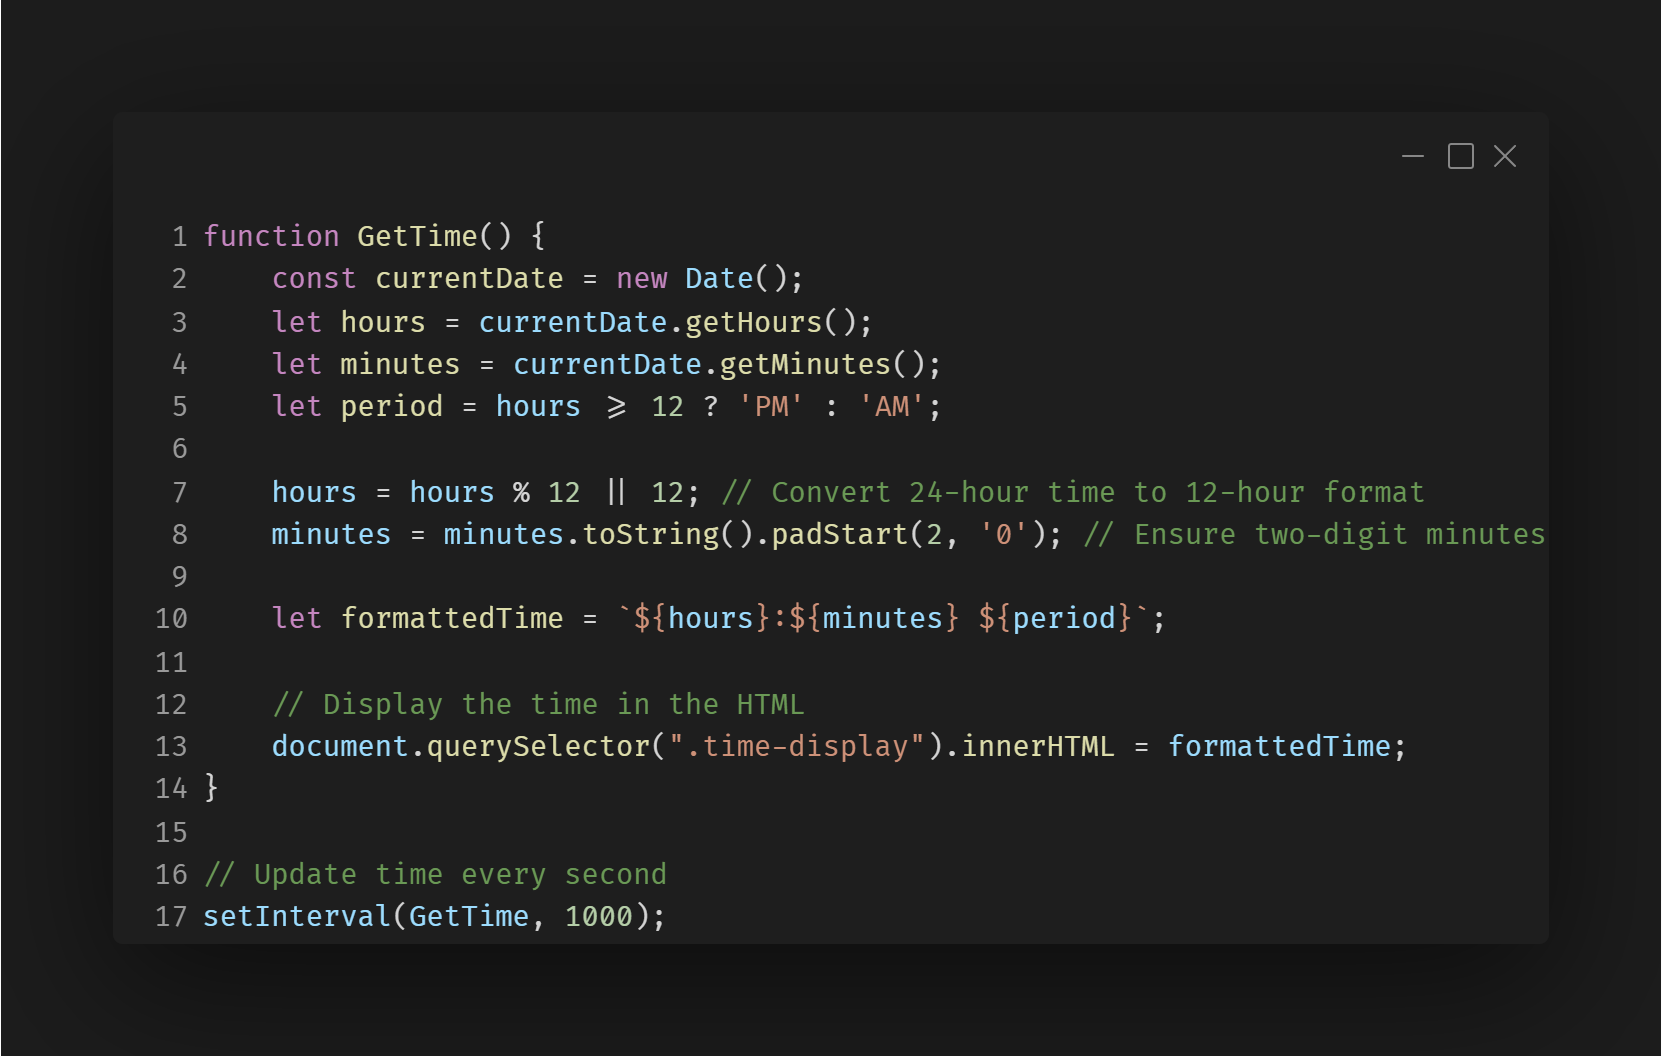 1 function GetTime() {
2     const currentDate = new Date();
3     let hours = currentDate.getHours();
4     let minutes = currentDate.getMinutes();
5     let period = hours >= 12 ? 'PM' : 'AM';
6
7     hours = hours % 12 || 12; // Convert 24-hour time to 12-hour format
8     minutes = minutes.toString().padStart(2, '0'); // Ensure two-digit minutes
9
10     let formattedTime = `${hours}:${minutes} ${period}`;
11
12     // Display the time in the HTML
13     document.querySelector(".time-display").innerHTML = formattedTime;
14 }
15
16 // Update time every second
17 setInterval(GetTime, 1000);